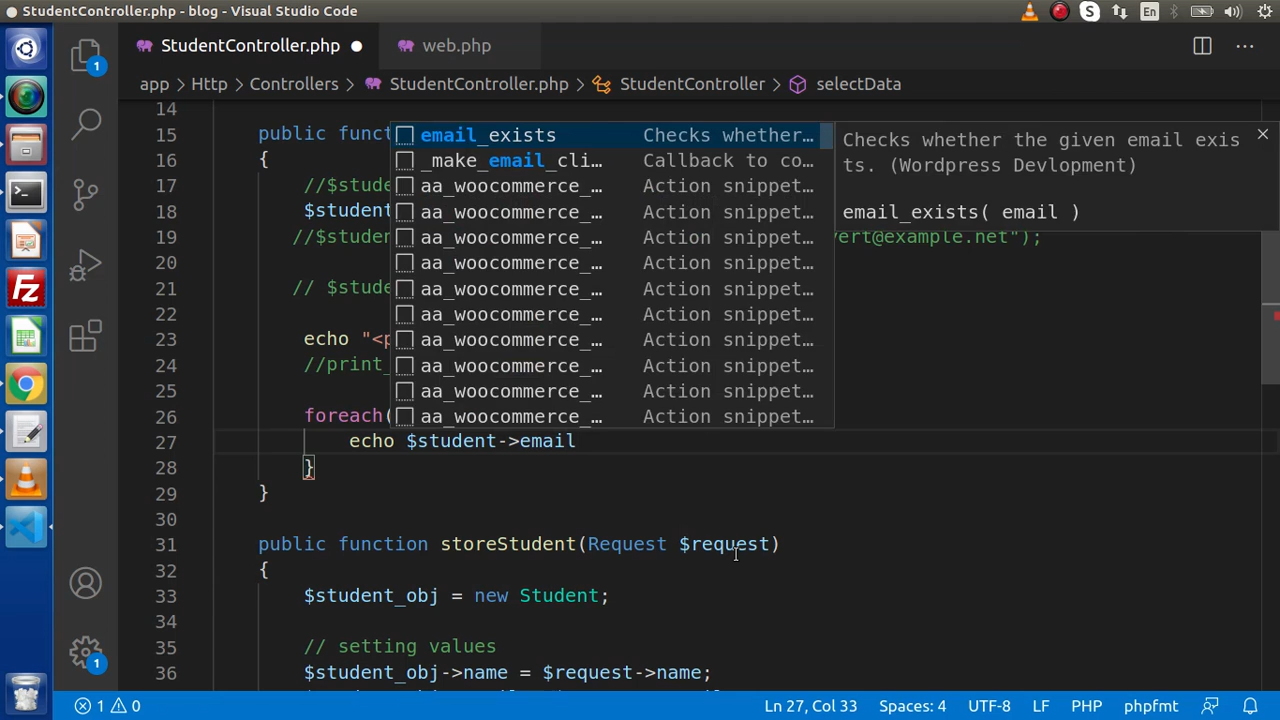 StudentController.php - blog - Visual Studio Code
S
En
StudentController.php
web.php
1
app > Http > Controllers > StudentController.php > StudentController > selectData
14
15 public funct
16 {
17 //$stude
18 $student
19 //$studer vert@example.net");
20
21 // $stude
22
23 echo "<p
24 //print_
25
26 foreach(
27 echo $student->email
28 }
29 }
30
31 public function storeStudent(Request $request)
32 {
33 $student_obj = new Student;
34
35 // setting values
36 $student_obj->name = $request->name;
email_exists Checks whether…
_make_email_cli… Callback to co…
aa_woocommerce_… Action snippet…
aa_woocommerce_… Action snippet…
aa_woocommerce_… Action snippet…
aa_woocommerce_… Action snippet…
aa_woocommerce_… Action snippet…
aa_woocommerce_… Action snippet…
aa_woocommerce_… Action snippet…
aa_woocommerce_… Action snippet…
aa_woocommerce_… Action snippet…
aa_woocommerce_… Action snippet…
Checks whether the given email exis
ts. (Wordpress Devlopment)
email_exists( email )
Fz
1
1 0 Ln 27, Col 33 Spaces: 4 UTF-8 LF PHP phpfmt